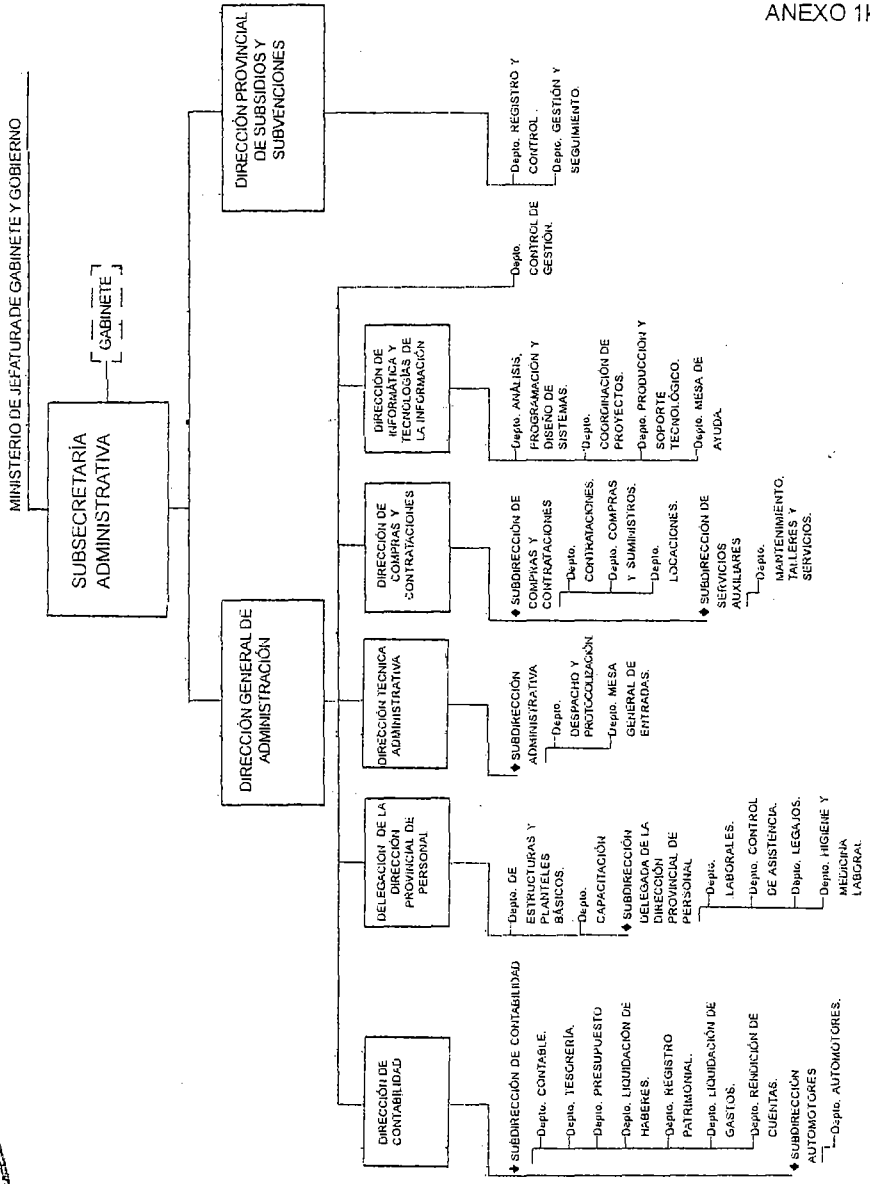 ANEXO 1
MINISTERIO DE JEFATURA DE GABINETE Y GOBIERNO
SUBSECRETARÍA
ADMINISTRATIVA
GABINETE
DIRECCIÓN GENERAL DE
ADMINISTRACIÓN
DIRECCIÓN PROVINCIAL
DE SUBSIDIOS Y
SUBVENCIONES
DIRECCIÓN DE
CONTABILIDAD
DELEGACIÓN DE LA
DIRECCIÓN
PROVINCIAL DE
PERSONAL
DIRECCIÓN TECNICA
ADMINISTRATIVA
DIRECCIÓN DE
COMPRAS Y
CONTRATACIONES
DIRECCIÓN DE
INFORMÁTICA Y
TECNOLOGÍAS DE
LA INFORMACIÓN
SUBDIRECCIÓN DE CONTABILIDAD
Depto. CONTABLE.
Depto. TESORERÍA.
Depto. PRESUPUESTO
Depto. LIQUIDACIÓN DE
HABERES.
Depto. REGISTRO
PATRIMONIAL.
Depto. LIQUIDACIÓN DE
GASTOS.
Depto. RENDICIÓN DE
CUENTAS.
SUBDIRECCIÓN
AUTOMOTORES
Depto. AUTOMOTORES.
Depto. DE
ESTRUCTURAS Y
PLANTELES
BÁSICOS.
Depto.
CAPACITACIÓN
SUBDIRECCIÓN
DELEGADA DE LA
DIRECCIÓN
PROVINCIAL DE
PERSONAL
Depto.
LABORALES.
Depto. CONTROL
DE ASISTENCIA.
Depto. LEGAJOS.
Depto. HIGIENE Y
MEDICINA
LABORAL
SUBDIRECCIÓN
ADMINISTRATIVA
Depto.
DESPACHO Y
PROTOCOLIZACIÓN.
Depto. MESA
GENERAL DE
ENTRADAS.
SUBDIRECCIÓN DE
COMPRAS Y
CONTRATACIONES
Depto.
CONTRATACIONES.
Depto. COMPRAS
Y SUMINISTROS.
Depto.
LOCACIONES.
SUBDIRECCIÓN DE
SERVICIOS
AUXILIARES
Depto.
MANTENIMIENTO,
TALLERES Y
SERVICIOS.
Depto. ANÁLISIS,
PROGRAMACIÓN Y
DISEÑO DE
SISTEMAS.
Depto.
COORDINACIÓN DE
PROYECTOS.
Depto. PRODUCCIÓN Y
SOPORTE
TECNOLÓGICO.
Depto. MESA DE
AYUDA.
Depto.
CONTROL DE
GESTIÓN.
Depto. REGISTRO Y
CONTROL.
Depto. GESTIÓN Y
SEGUIMIENTO.